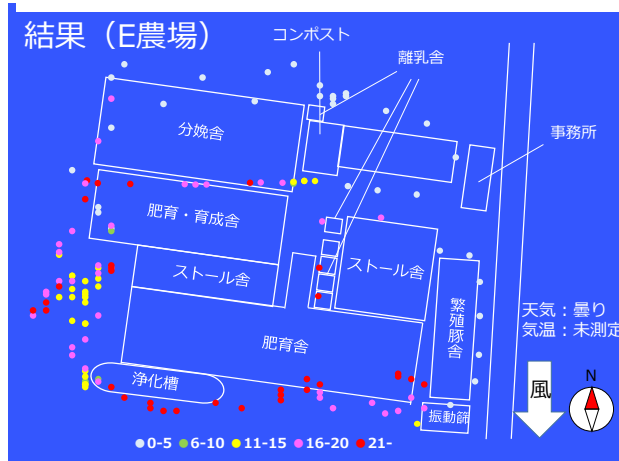 結果（E農場）
コンポスト
離乳舎
分娩舎
事務所
肥育・育成舎
ストール舎
ストール舎
繁殖豚舎
天気：曇り
気温：未測定
肥育舎
浄化槽
振動篩
風
N
0-5 6-10 11-15 16-20 21-